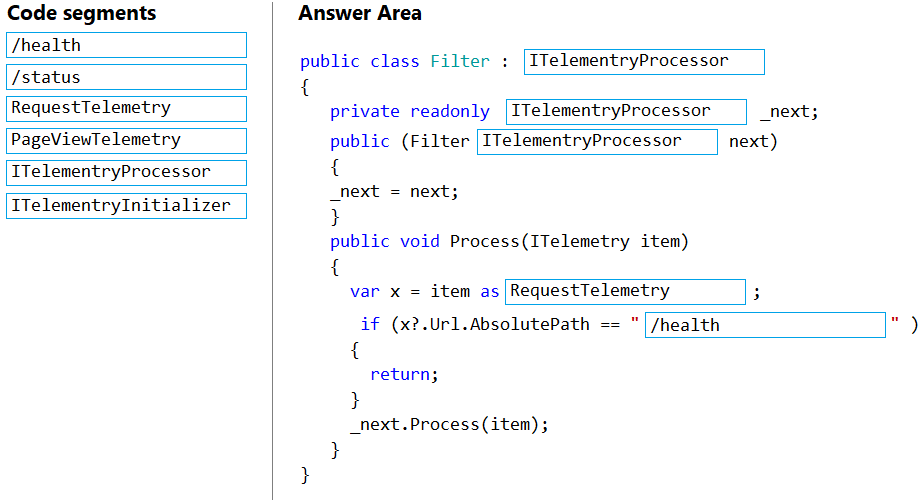 Code segments
/health
/status
RequestTelemetry
PageViewTelemetry
ITelementryProcessor
ITelementryInitializer
Answer Area
public class Filter : ITelementryProcessor
{
private readonly ITelementryProcessor _next;
public (Filter ITelementryProcessor next)
{
_next = next;
}
public void Process(ITelemetry item)
{
var x = item as RequestTelemetry ;
if (x?.Url.AbsolutePath == " /health " )
{
return;
}
_next.Process(item);
}
}